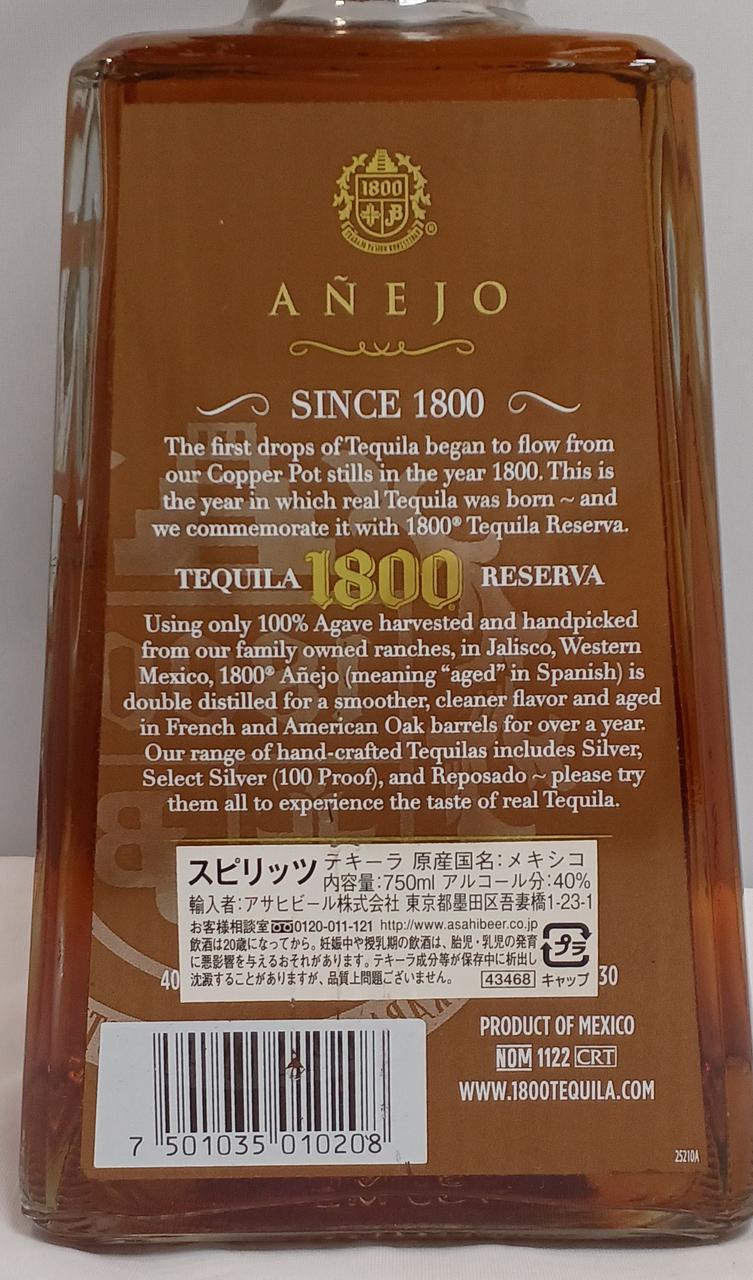 1800
JB
AÑEJO
SINCE 1800
The first drops of Tequila began to flow from
our Copper Pot stills in the year 1800. This is
the year in which real Tequila was born ~ and
we commemorate it with 1800® Tequila Reserva.
TEQUILA 1800 RESERVA
Using only 100% Agave harvested and handpicked
from our family owned ranches, in Jalisco, Western
Mexico, 1800® Añejo (meaning “aged” in Spanish) is
double distilled for a smoother, cleaner flavor and aged
in French and American Oak barrels for over a year.
Our range of hand-crafted Tequilas includes Silver,
Select Silver (100 Proof), and Reposado ~ please try
them all to experience the taste of real Tequila.
スピリッツ テキーラ 原産国名:メキシコ
内容量:750ml アルコール分:40%
輸入者:アサヒビール株式会社 東京都墨田区吾妻橋1-23-1
お客様相談室 0120-011-121 http://www.asahibeer.co.jp
飲酒は20歳になってから。妊娠中や授乳期の飲酒は、胎児・乳児の発育
に悪影響を与えるおそれがあります。テキーラ成分等が保存中に析出し
沈澱することがありますが、品質上問題ございません。 43468 キャップ
プラ
40 30
PRODUCT OF MEXICO
NOM 1122 CRT
WWW.1800TEQUILA.COM
7 501035 010208
25210A